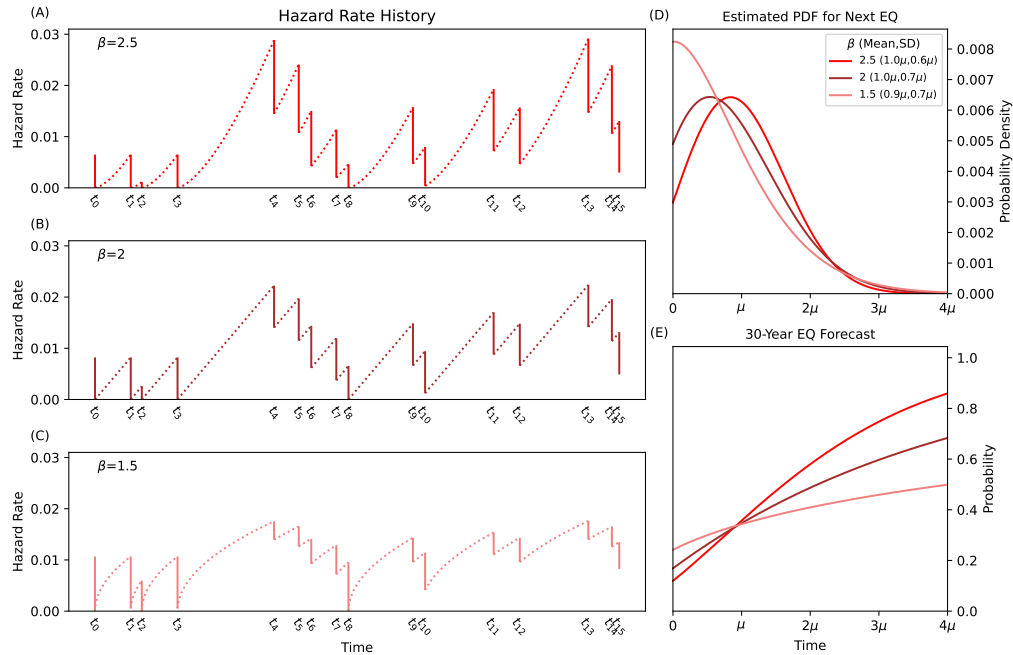 (A)
Hazard Rate History
β=2.5
Hazard Rate
0.03
0.02
0.01
0.00
t0 t1 t2 t3 t4 t5 t6 t7 t8 t9 t10 t11 t12 t13 t14 t15
(B)
β=2
Hazard Rate
0.03
0.02
0.01
0.00
t0 t1 t2 t3 t4 t5 t6 t7 t8 t9 t10 t11 t12 t13 t14 t15
(C)
β=1.5
Hazard Rate
0.03
0.02
0.01
0.00
t0 t1 t2 t3 t4 t5 t6 t7 t8 t9 t10 t11 t12 t13 t14 t15
Time
(D)
Estimated PDF for Next EQ
β (Mean,SD)
2.5 (1.0μ,0.6μ)
2 (1.0μ,0.7μ)
1.5 (0.9μ,0.7μ)
0.008
0.007
0.006
0.005
0.004
0.003
0.002
0.001
0.000
Probability Density
0 μ 2μ 3μ 4μ
(E)
30-Year EQ Forecast
1.0
0.8
0.6
0.4
0.2
0.0
Probability
0 μ 2μ 3μ 4μ
Time